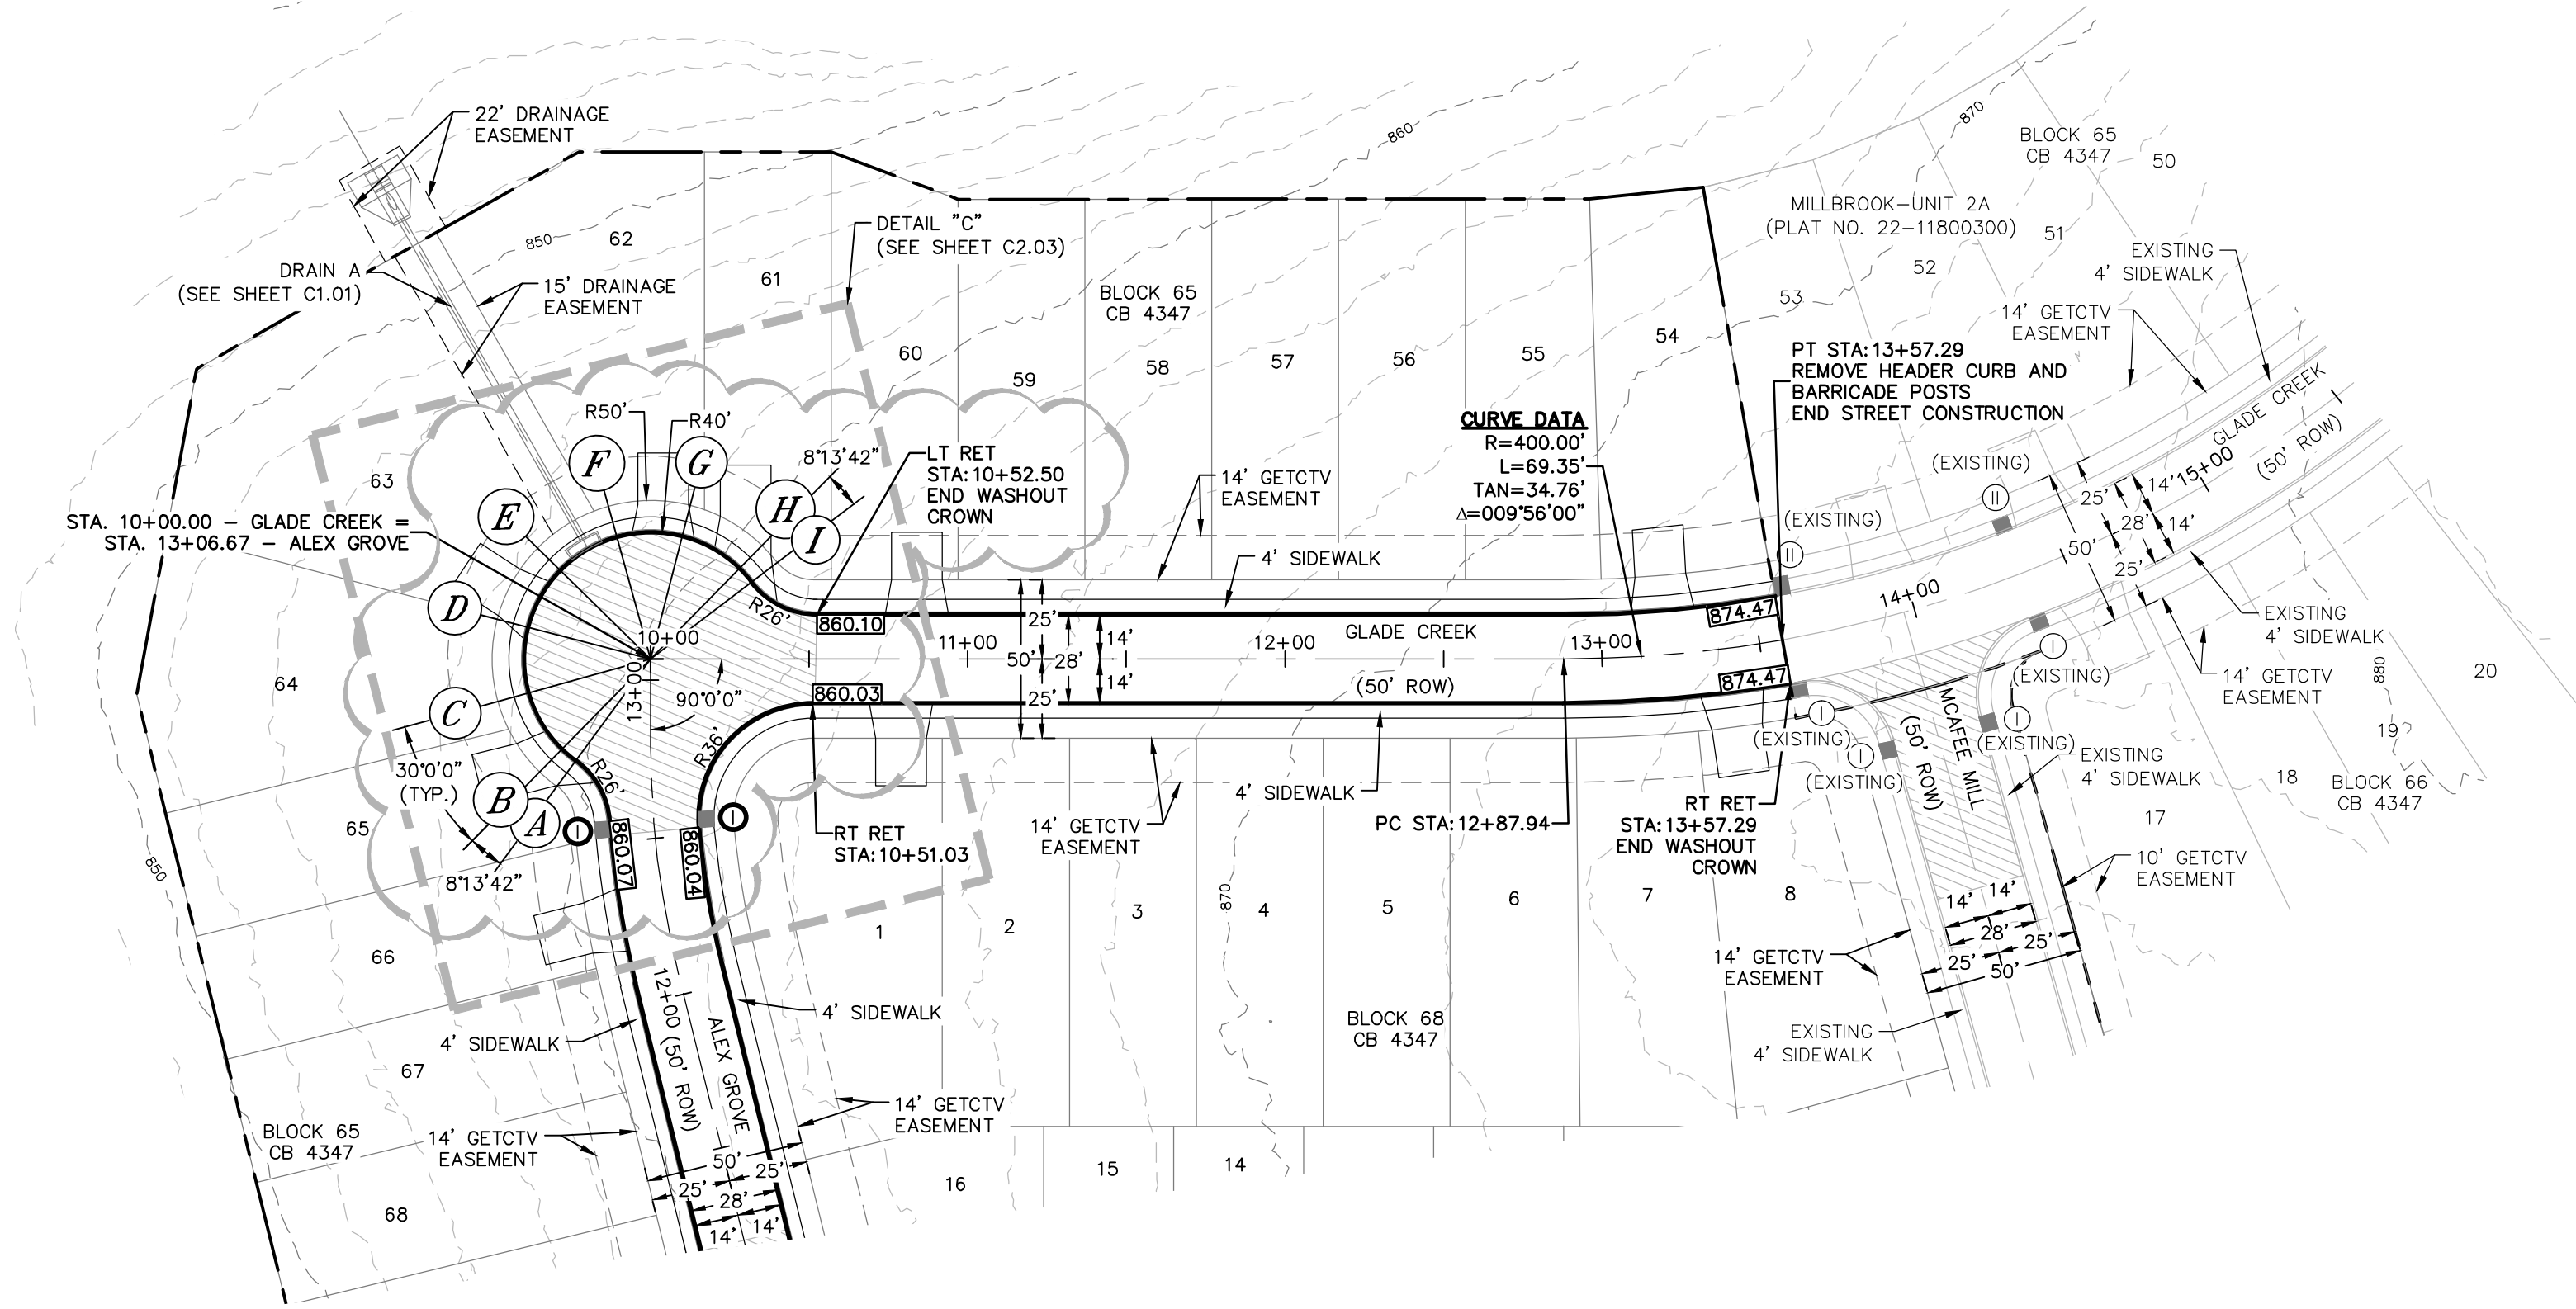 22' DRAINAGE
EASEMENT
DRAIN A
(SEE SHEET C1.01)
850
62
15' DRAINAGE
EASEMENT
61
DETAIL "C"
(SEE SHEET C2.03)
BLOCK 65
CB 4347
860
870
BLOCK 65
CB 4347
50
MILLBROOK-UNIT 2A
(PLAT NO. 22-11800300)
51
52
53
EXISTING
4' SIDEWALK
14' GETCTV
EASEMENT
60
59
58
57
56
55
54
PT STA:13+57.29
REMOVE HEADER CURB AND
BARRICADE POSTS
END STREET CONSTRUCTION
CURVE DATA
R=400.00'
L=69.35'
TAN=34.76'
Δ=009°56'00"
63
R50'
R40'
F
G
8°13'42"
H
I
E
D
C
B
A
LT RET
STA:10+52.50
END WASHOUT
CROWN
14' GETCTV
EASEMENT
4' SIDEWALK
STA. 10+00.00 - GLADE CREEK =
STA. 13+06.67 - ALEX GROVE
(EXISTING)
II
(EXISTING)
II
GLADE CREEK
(50' ROW)
15+00
25'
14'
28'
14'
50'
25'
EXISTING
4' SIDEWALK
14' GETCTV
EASEMENT
880
20
19
18
17
BLOCK 66
CB 4347
R26'
10+00
13+00
90°0'0"
860.10
860.03
11+00
25'
50'
28'
25'
14'
14'
12+00
GLADE CREEK
(50' ROW)
13+00
874.47
874.47
14+00
I
(EXISTING)
I
(EXISTING)
I
(EXISTING)
I
(EXISTING)
MCAFEE MILL
(50' ROW)
EXISTING
4' SIDEWALK
10' GETCTV
EASEMENT
64
30°0'0"
(TYP.)
R26'
R36'
I
I
860.07
860.04
8°13'42"
65
850
RT RET
STA:10+51.03
14' GETCTV
EASEMENT
4' SIDEWALK
PC STA:12+87.94
RT RET
STA:13+57.29
END WASHOUT
CROWN
1
2
3
870
4
5
6
7
8
14'
14'
28'
25'
25'
50'
14' GETCTV
EASEMENT
EXISTING
4' SIDEWALK
66
67
4' SIDEWALK
4' SIDEWALK
12+00
(50' ROW)
ALEX GROVE
BLOCK 68
CB 4347
BLOCK 65
CB 4347
14' GETCTV
EASEMENT
14' GETCTV
EASEMENT
50'
25'
25'
28'
14'
14'
68
16
15
14